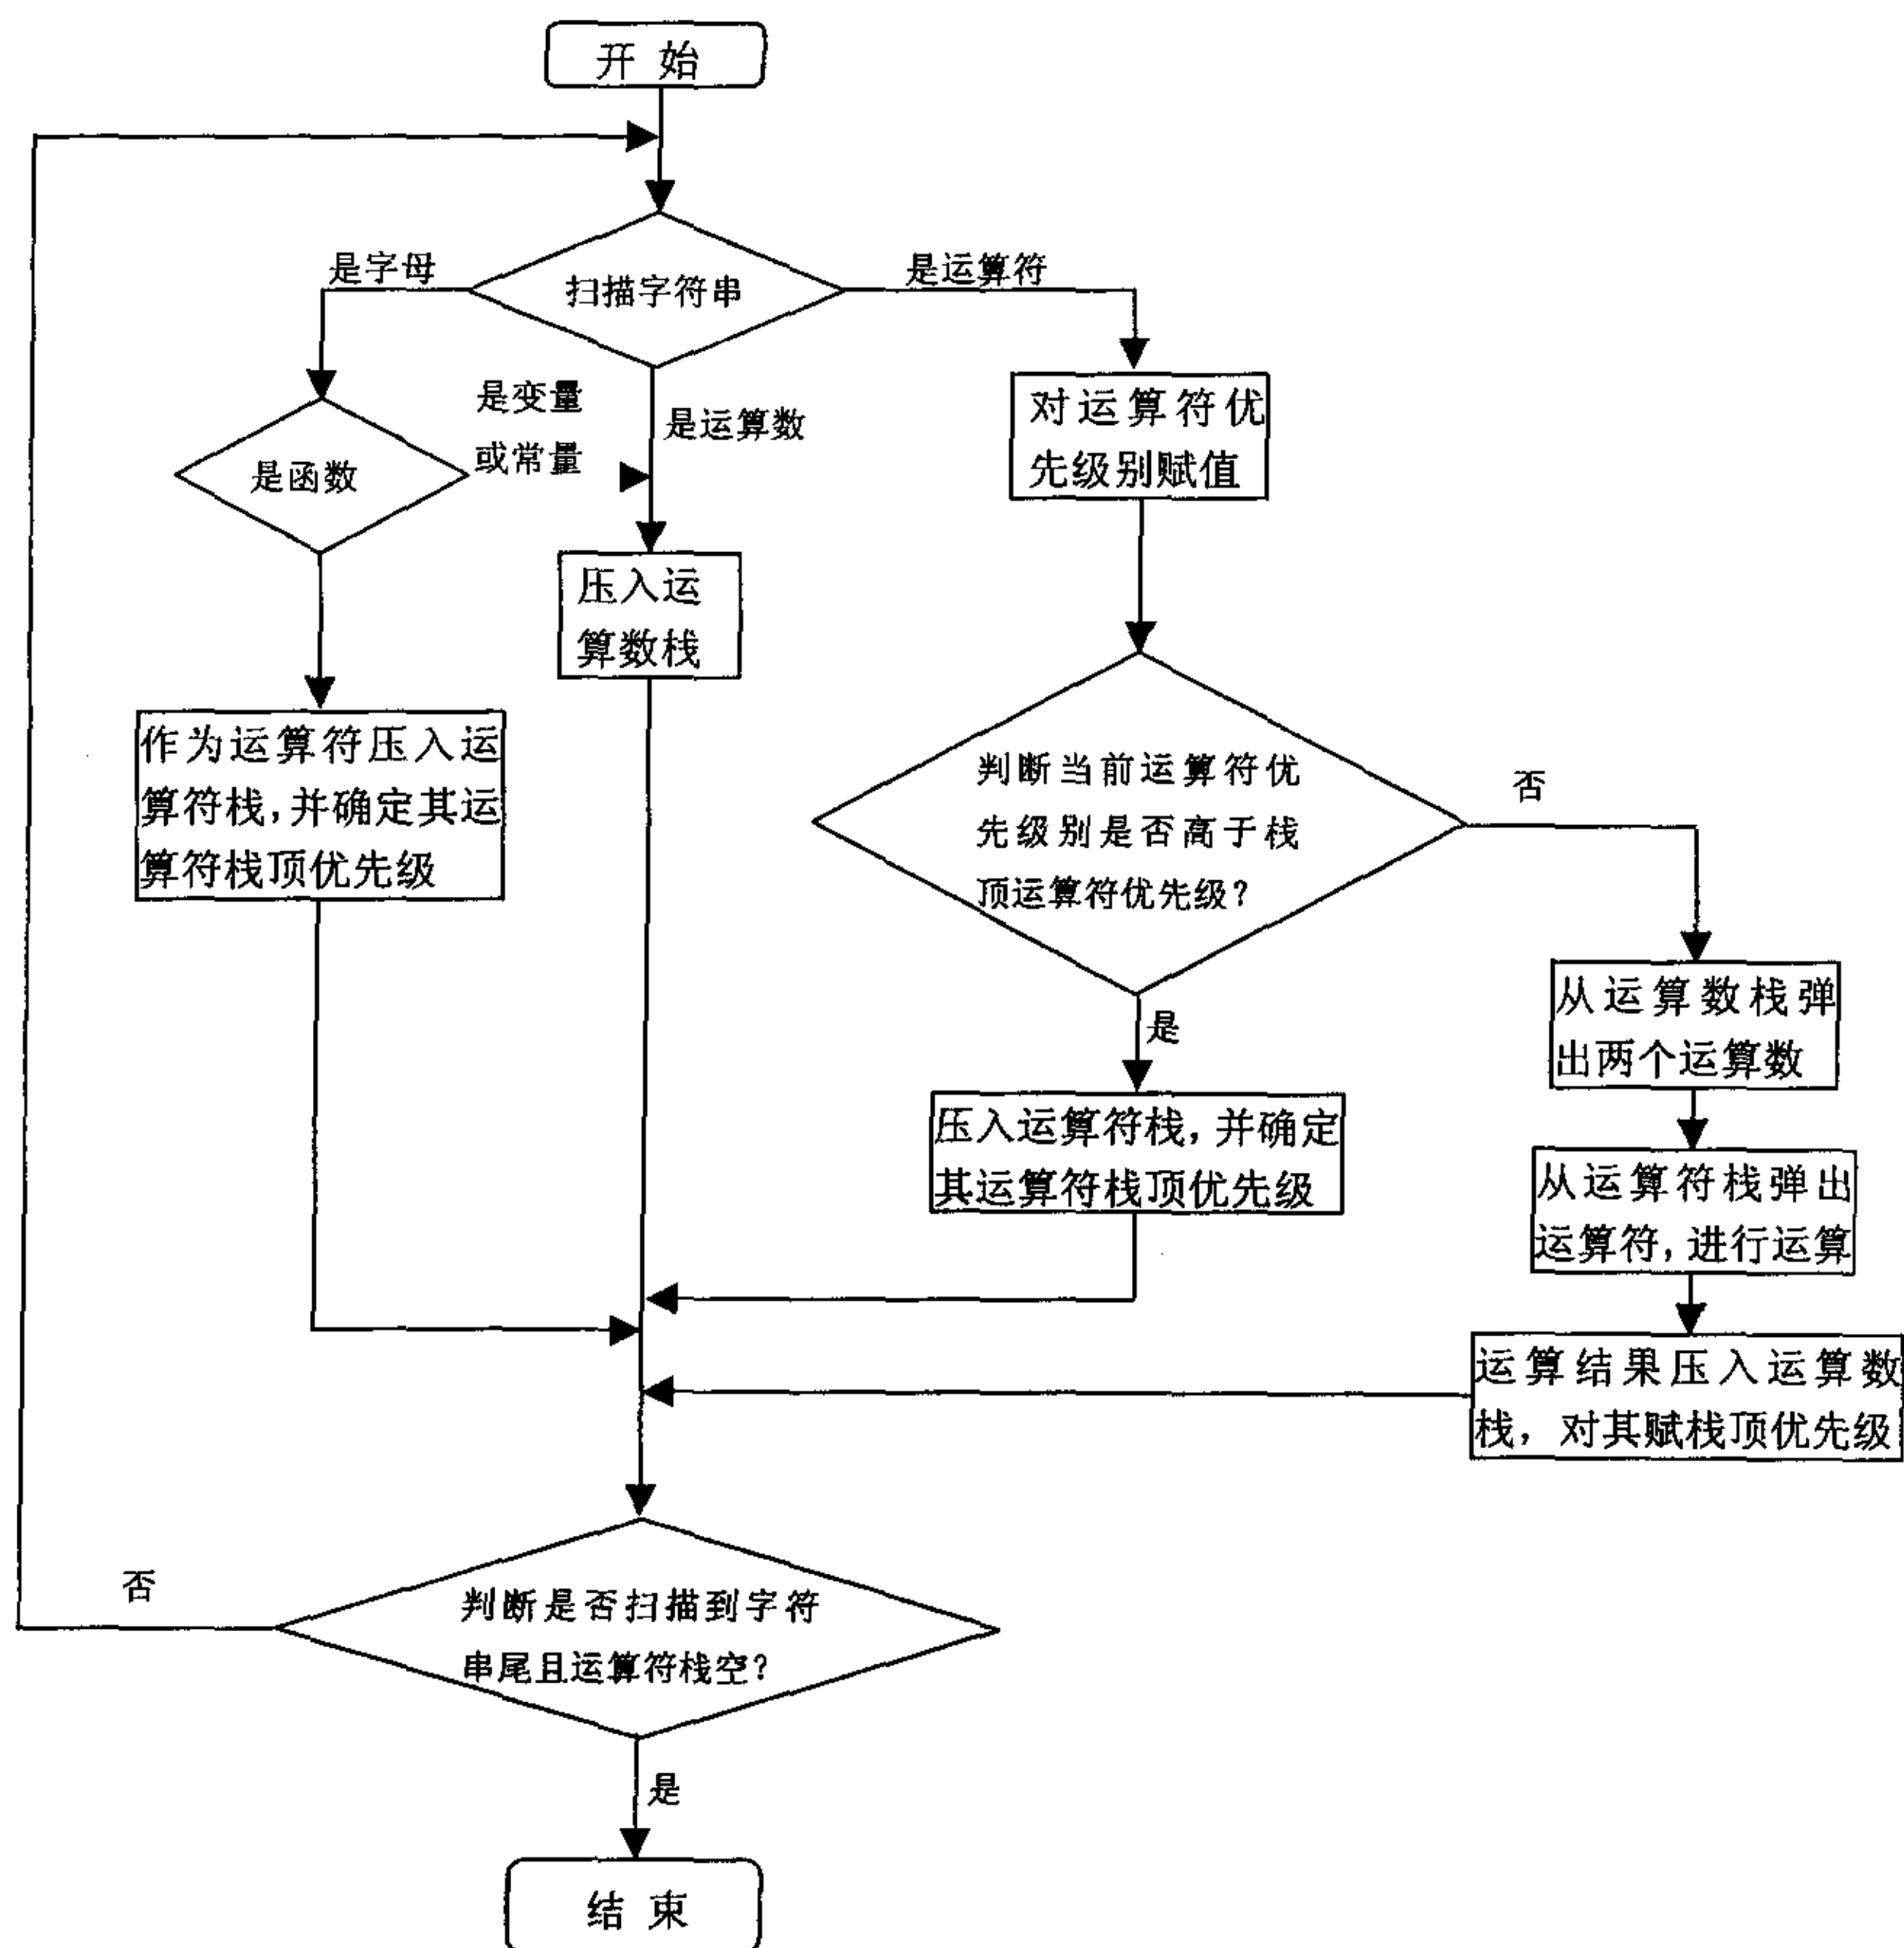 开 始
是字母
扫描字符串
是运算符
是变量
或常量
是运算数
对运算符优
先级别赋值
是函数
压入运
算数栈
作为运算符压入运
算符栈,并确定其运
算符栈顶优先级
判断当前运算符优
先级别是否高于栈
顶运算符优先级?
否
是
从运算数栈弹
出两个运算数
压入运算符栈,并确定
其运算符栈顶优先级
从运算符栈弹出
运算符,进行运算
运算结果压入运算数
栈，对其赋栈顶优先级
否
判断是否扫描到字符
串尾且运算符栈空?
是
结 束